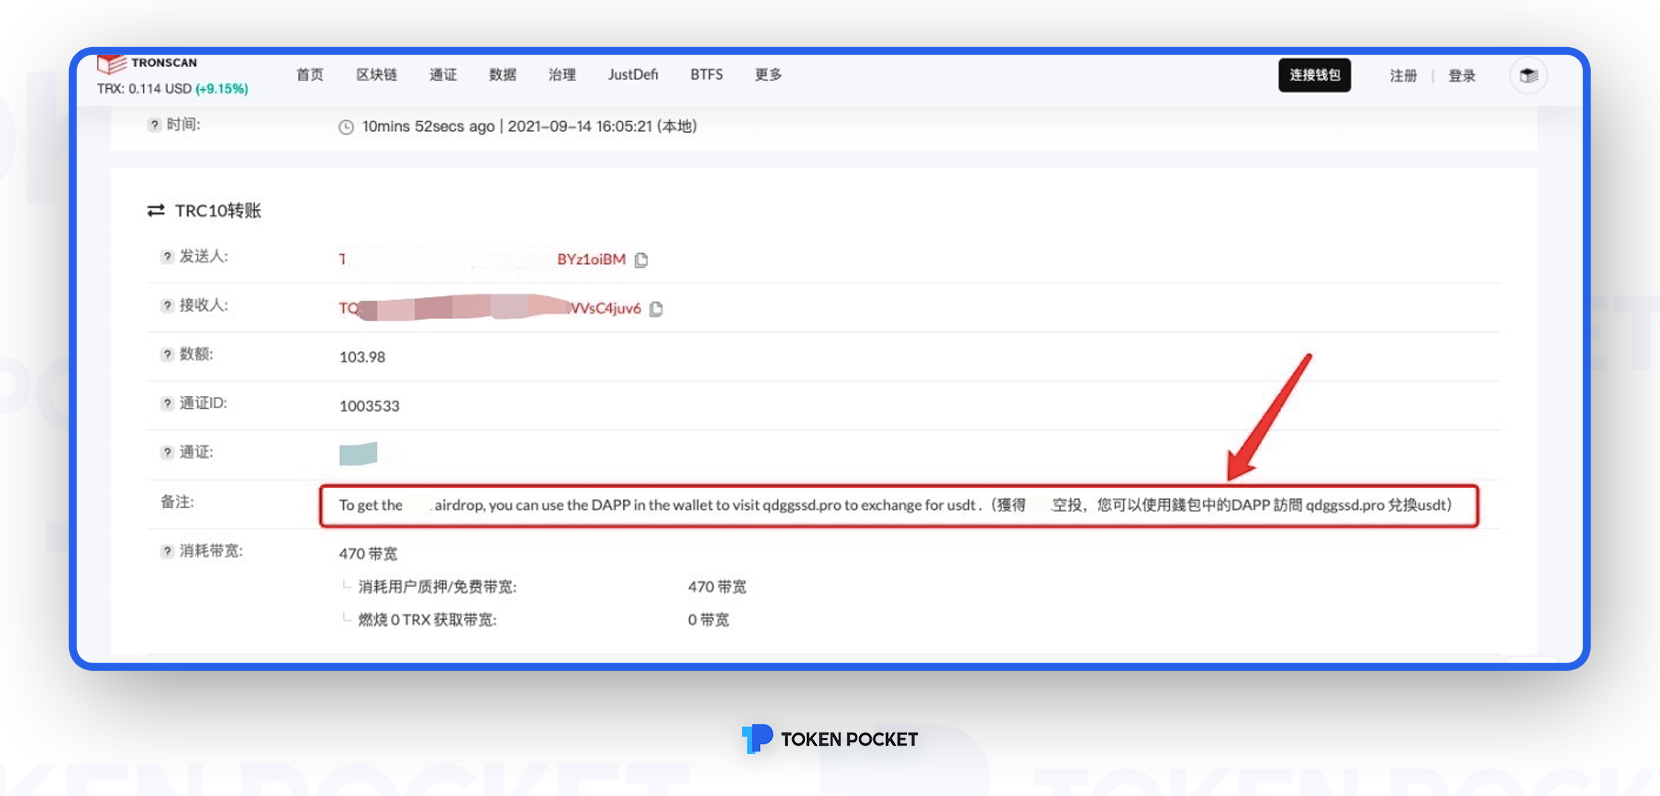 TRONSCAN
TRX: 0.114 USD (+9.15%)
首页 区块链 通证 数据 治理 JustDefi BTFS 更多
连接钱包 注册 | 登录
? 时间: 10mins 52secs ago | 2021-09-14 16:05:21 (本地)
TRC10转账
? 发送人: T BYz1oiBM
? 接收人: TQ VVsC4juv6
? 数额: 103.98
? 通证ID: 1003533
? 通证:
备注: To get the airdrop, you can use the DAPP in the wallet to visit qdggssd.pro to exchange for usdt .（獲得 空投，您可以使用錢包中的DAPP 訪問 qdggssd.pro 兌換usdt）
? 消耗带宽: 470 带宽
消耗用户质押/免费带宽: 470 带宽
燃烧 0 TRX 获取带宽: 0 带宽
TOKEN POCKET
TOKEN POCKET